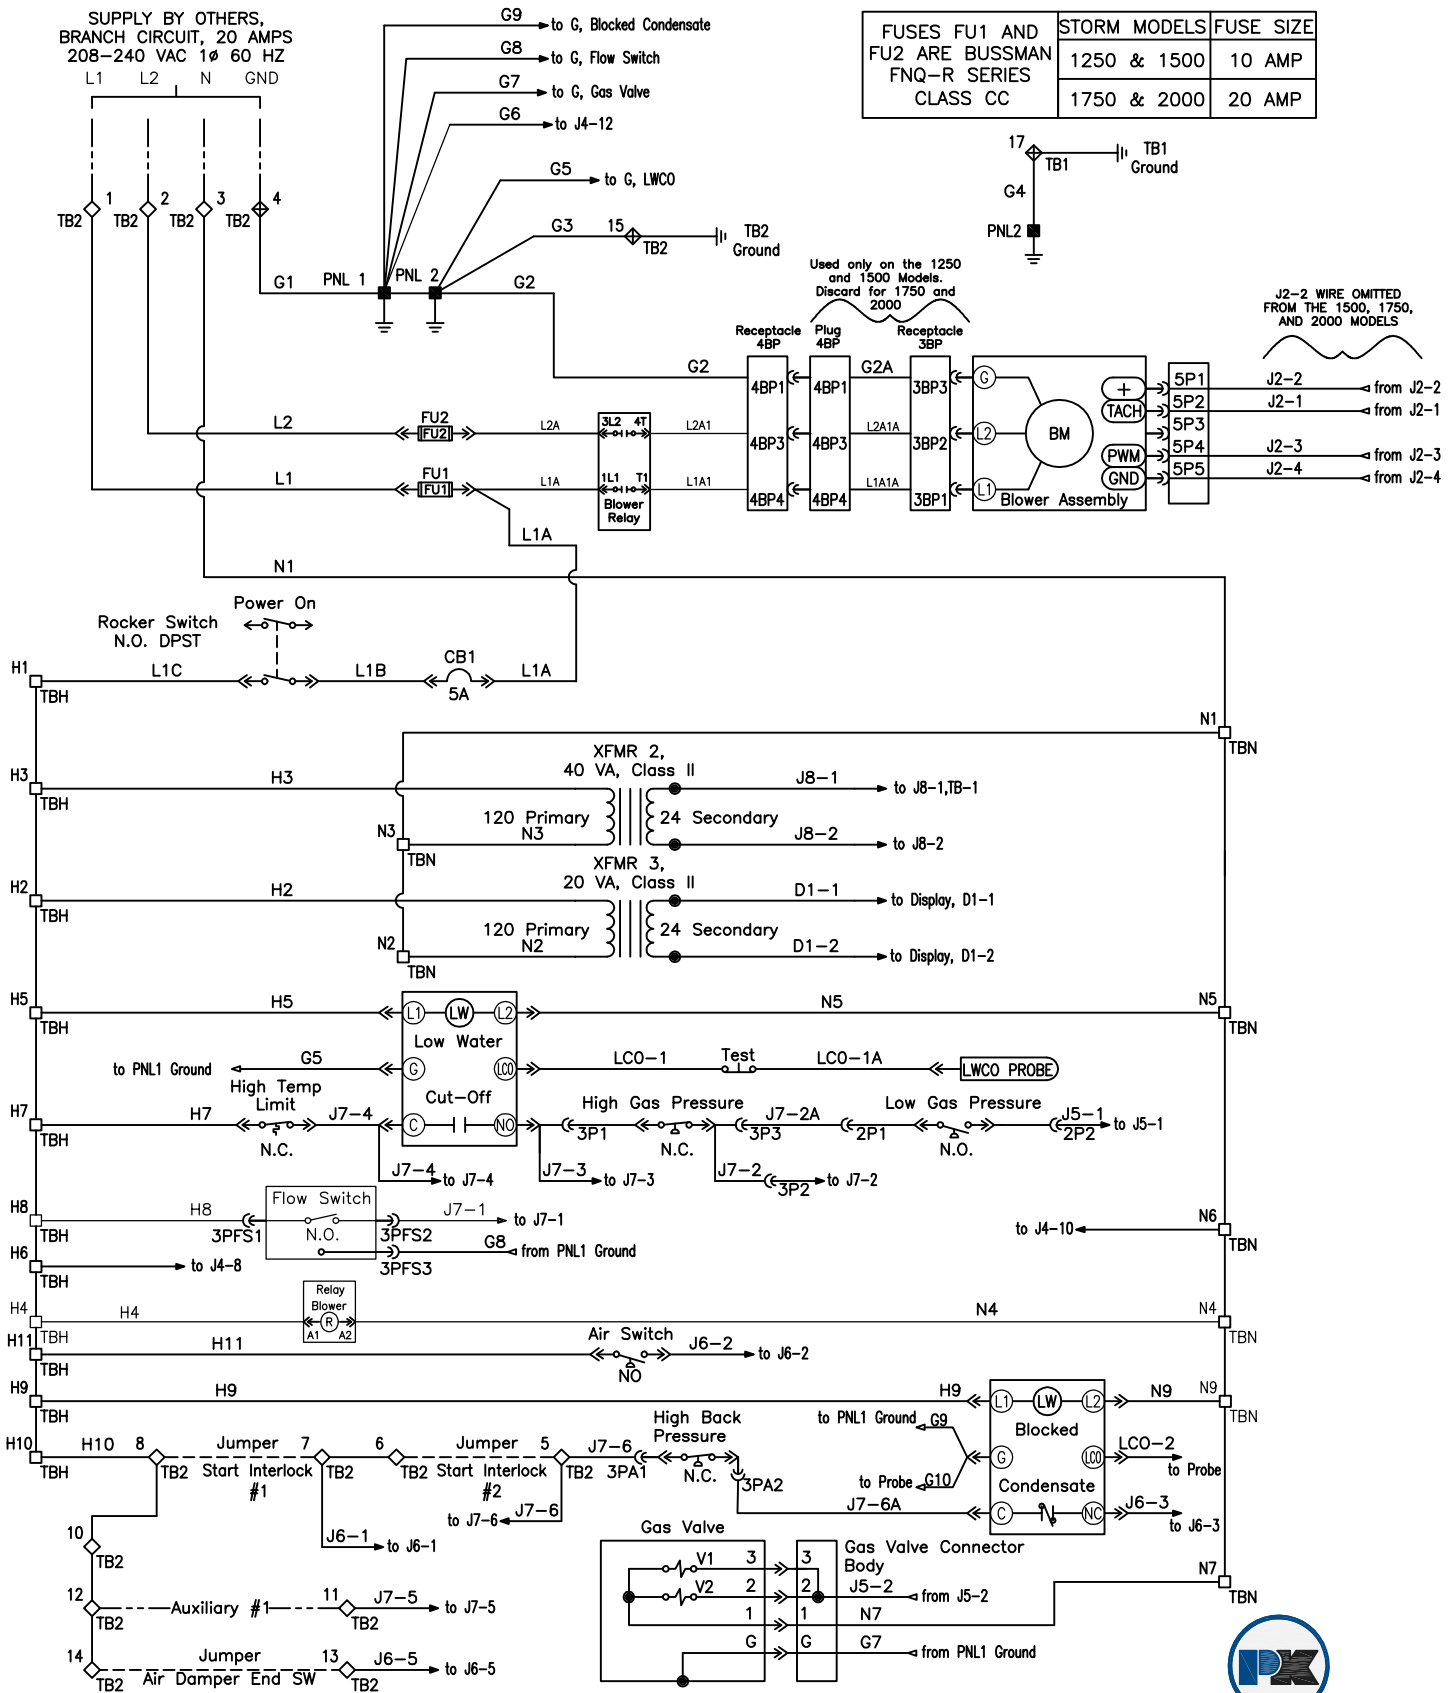 SUPPLY BY OTHERS,
BRANCH CIRCUIT, 20 AMPS
208-240 VAC 1ø 60 HZ
L1 L2 N GND
G9 to G, Blocked Condensate
G8 to G, Flow Switch
G7 to G, Gas Valve
G6 to J4-12
G5 to G, LWCO
G3 15 TB2 TB2 Ground
FUSES FU1 AND
FU2 ARE BUSSMAN
FNQ-R SERIES
CLASS CC
STORM MODELS FUSE SIZE
1250 & 1500 10 AMP
1750 & 2000 20 AMP
17 TB1 TB1
Ground
G4
PNL2
1 2 3 4
TB2 TB2 TB2 TB2
G1 PNL 1 PNL 2 G2
Used only on the 1250
and 1500 Models.
Discard for 1750 and
2000
J2-2 WIRE OMITTED
FROM THE 1500, 1750,
AND 2000 MODELS
Receptacle
4BP
Plug
4BP
Receptacle
3BP
G2 4BP1 4BP1 G2A 3BP3 G
+ 5P1 J2-2 from J2-2
TACH 5P2 J2-1 from J2-1
5P3
PWM 5P4 J2-3 from J2-3
GND 5P5 J2-4 from J2-4
L2 FU2 FU2 L2A 3L2 4T L2A1 4BP3 4BP3 L2A1A 3BP2 L2 BM
L1 FU1 FU1 L1A 1L1 T1 L1A1 4BP4 4BP4 L1A1A 3BP1 L1
Blower
Relay
Blower Assembly
L1A
N1
Power On
Rocker Switch
N.O. DPST
H1 TBH L1C L1B CB1 5A L1A
N1 TBN
XFMR 2,
40 VA, Class II
H3 TBH H3 J8-1 to J8-1,TB-1
120 Primary 24 Secondary
N3 TBN N3 J8-2 to J8-2
XFMR 3,
20 VA, Class II
H2 TBH H2 D1-1 to Display, D1-1
120 Primary 24 Secondary
N2 TBN N2 D1-2 to Display, D1-2
H5 TBH H5 L1 LW L2 N5 N5 TBN
Low Water
to PNL1 Ground G5 G LCO LCO-1 Test LCO-1A LWCO PROBE
Cut-Off
High Temp
Limit
High Gas Pressure
Low Gas Pressure
H7 TBH H7 N.C. J7-4 C NO 3P1 N.C. 3P3 J7-2A 2P1 N.O. 2P2 J5-1 to J5-1
J7-4 to J7-4 J7-3 to J7-3 J7-2 3P2 to J7-2
Flow Switch
H8 TBH H8 3PFS1 N.O. 3PFS2 J7-1 to J7-1
to J4-10 N6 TBN
3PFS3 G8 from PNL1 Ground
H6 TBH to J4-8
Relay
Blower
H4 TBH H4 R A1 A2 N4 N4 TBN
Air Switch
H11 TBH H11 NO J6-2 to J6-2
H9 TBH H9 H9 L1 LW L2 N9 N9 TBN
Blocked
to PNL1 Ground G9
G LCO LCO-2 to Probe
to Probe G10
Condensate
High Back
Pressure
H10 TBH H10 8 TB2 Jumper 7 TB2 6 TB2 Jumper 5 TB2 J7-6 3PA1 N.C. 3PA2
Start Interlock
#1
Start Interlock
#2
J7-6A C NC J6-3 to J6-3
to J7-6 J7-6
J6-1 to J6-1
10 TB2
12 TB2 Auxiliary #1 11 TB2 J7-5 to J7-5
14 TB2 Jumper 13 TB2 J6-5 to J6-5
Air Damper End SW
Gas Valve
Gas Valve Connector
Body
V1 3 3
V2 2 2 J5-2 from J5-2
1 1 N7 N7 TBN
G G G7 from PNL1 Ground
PK